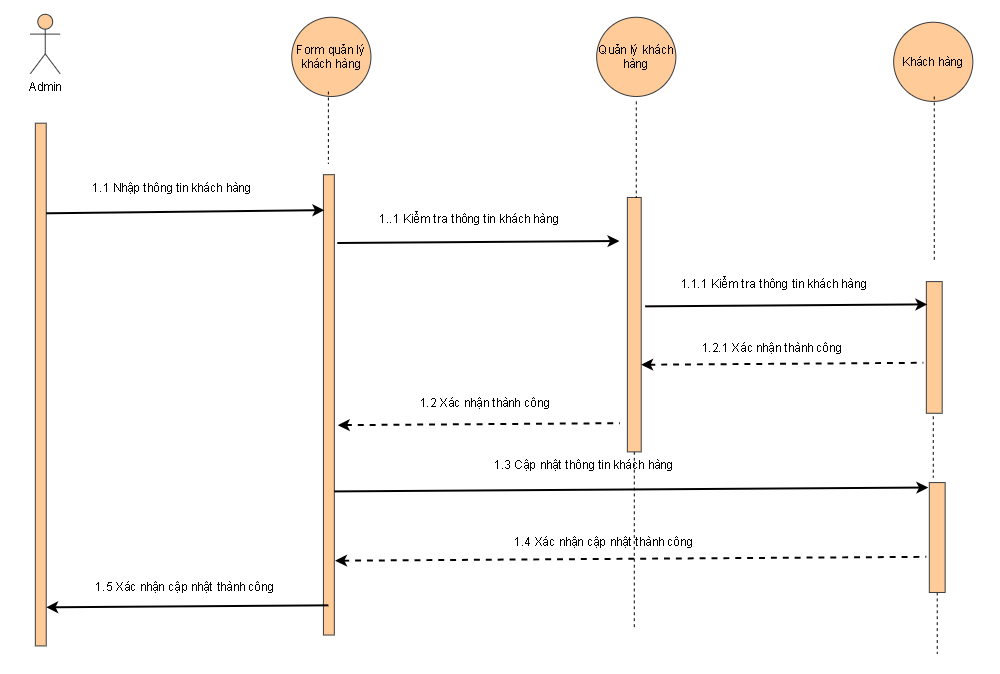 Admin
Form quản lý
khách hàng
Quản lý khách
hàng
Khách hàng
1.1 Nhập thông tin khách hàng
1..1 Kiểm tra thông tin khách hàng
1.1.1 Kiểm tra thông tin khách hàng
1.2.1 Xác nhận thành công
1.2 Xác nhận thành công
1.3 Cập nhật thông tin khách hàng
1.4 Xác nhận cập nhật thành công
1.5 Xác nhận cập nhật thành công